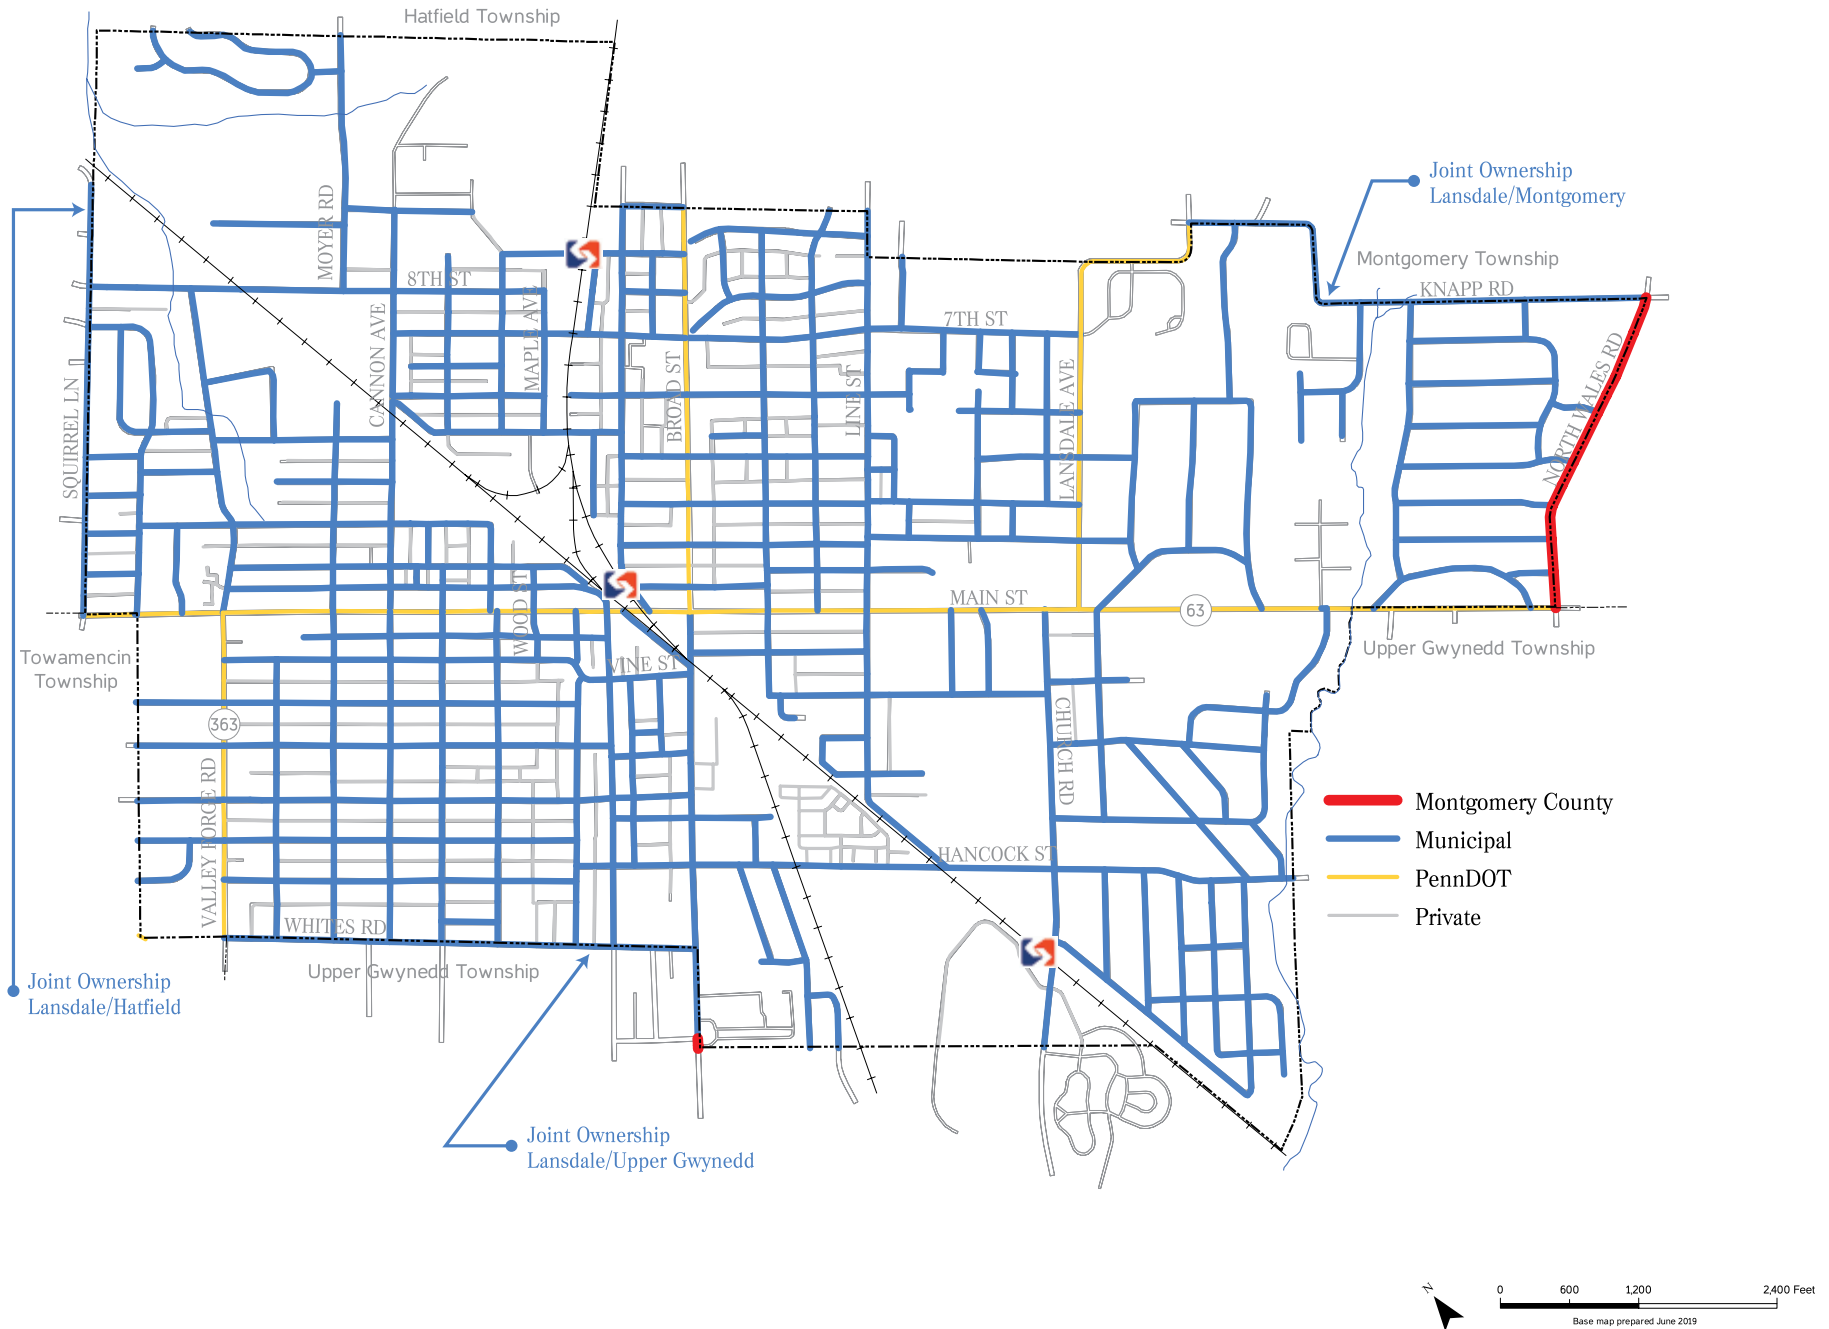 Hatfield Township
Joint Ownership
Lansdale/Montgomery
MOYER RD
Montgomery Township
8TH ST
KNAPP RD
MAPLE AVE
CANNON AVE
7TH ST
BROAD ST
LINE ST
LANSDALE AVE
NORTH WALES RD
SQUIRREL LN
MAIN ST
63
WOOD ST
Towamencin
Township
VINE ST
Upper Gwynedd Township
363
CHURCH RD
VALLEY FORGE RD
Montgomery County
Municipal
PennDOT
Private
HANCOCK ST
WHITES RD
Upper Gwynedd Township
Joint Ownership
Lansdale/Hatfield
Joint Ownership
Lansdale/Upper Gwynedd
N
0 600 1,200 2,400 Feet
Base map prepared June 2019